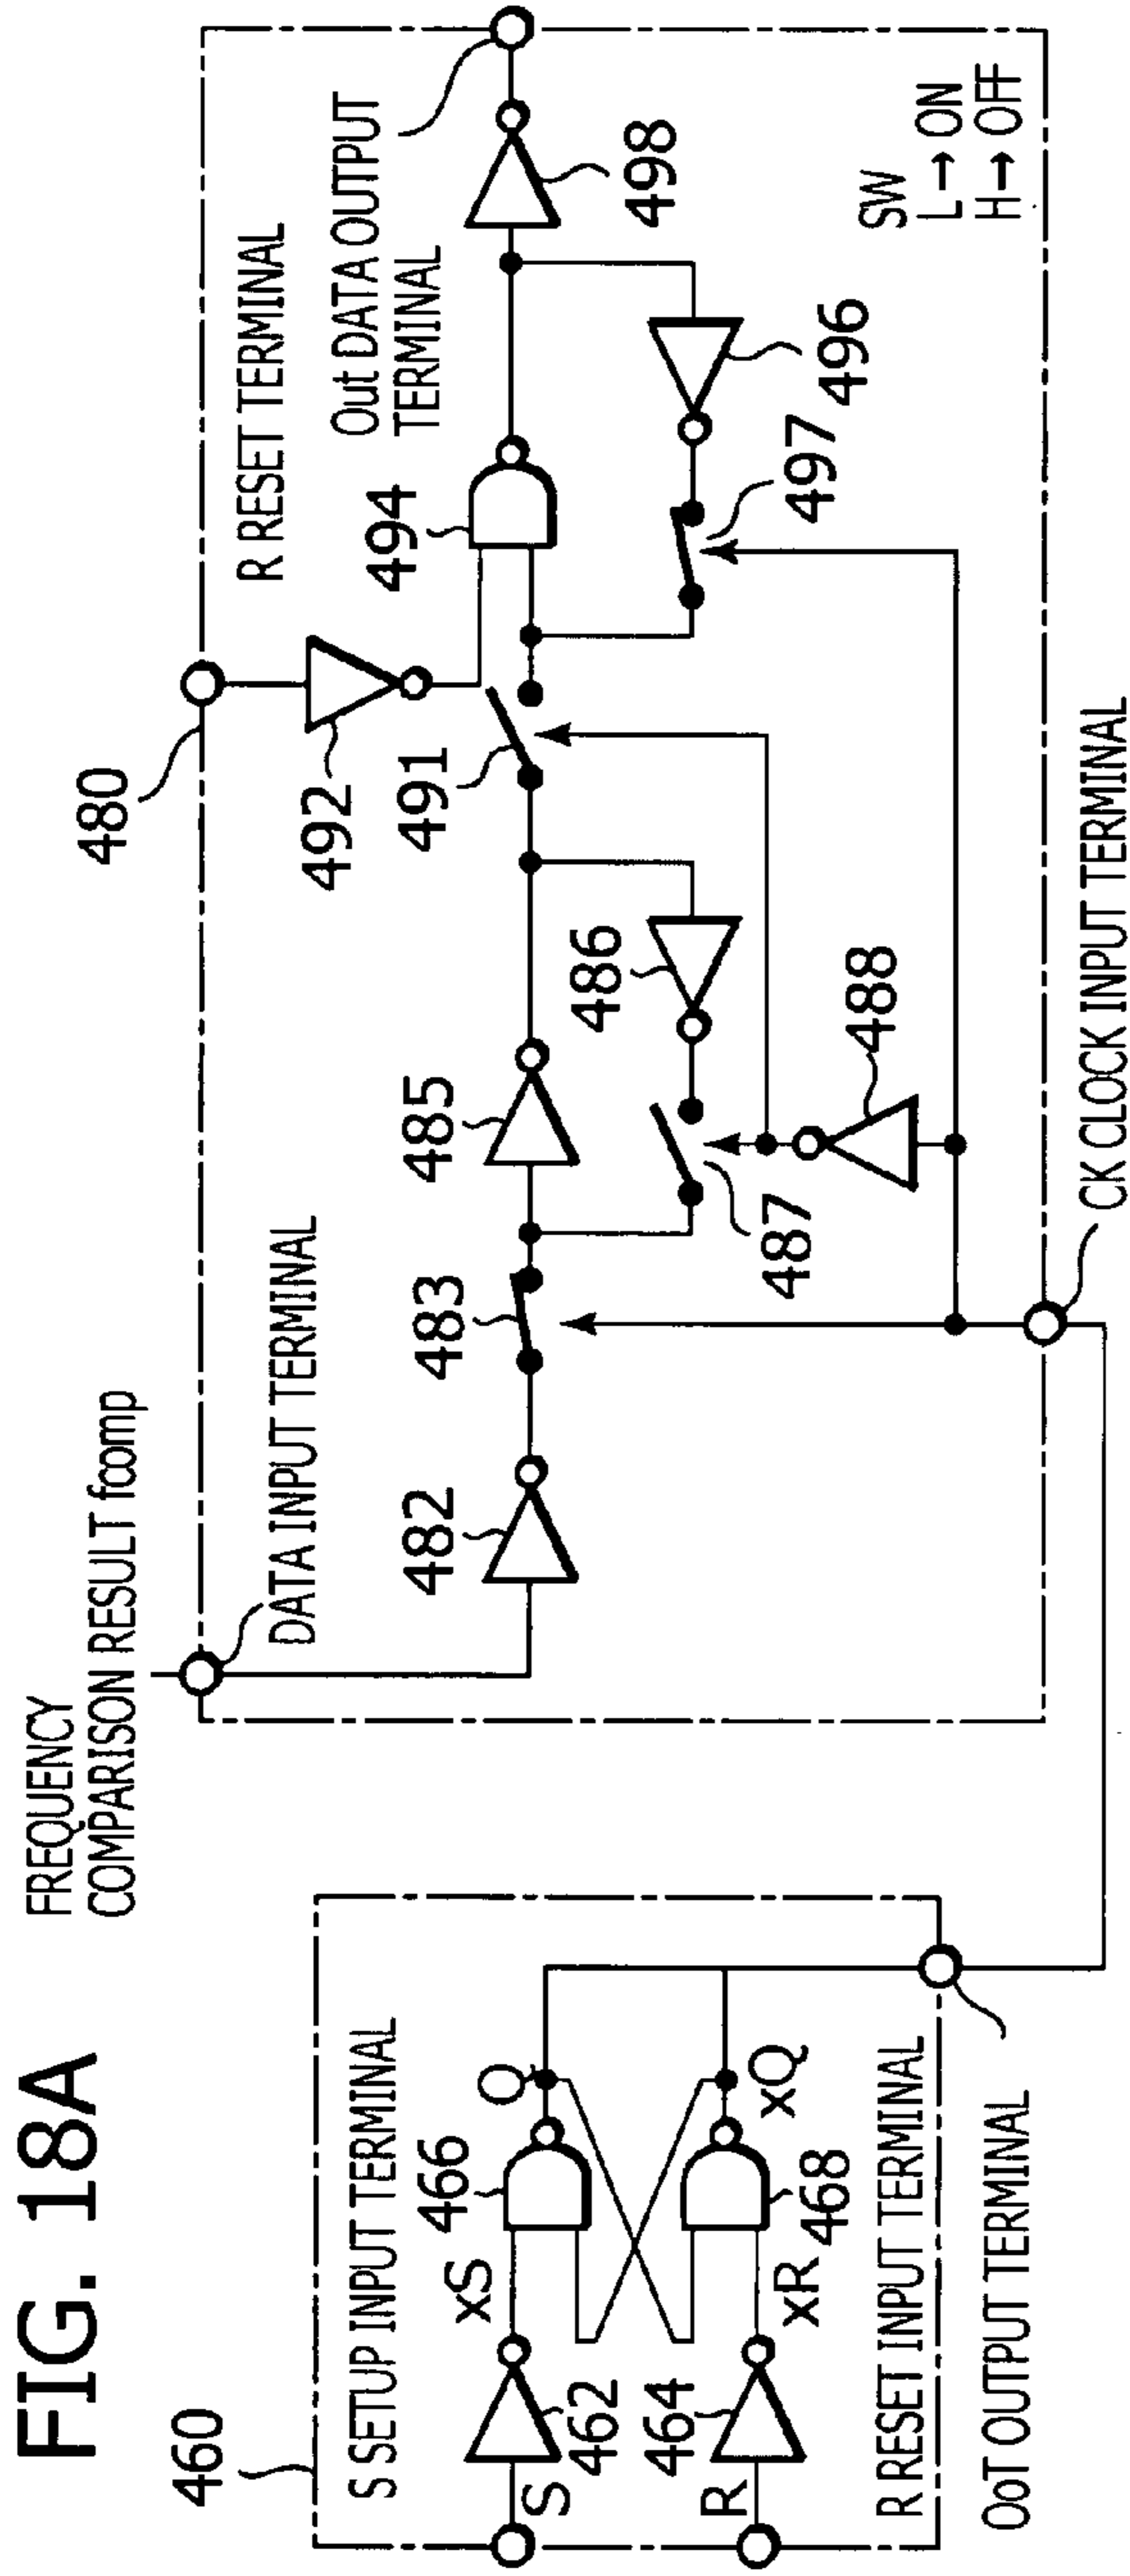 FIG. 18A
460
S SETUP INPUT TERMINAL
S
462
xS
466
O
R
464
xR
468
xQ
R RESET INPUT TERMINAL
OoT OUTPUT TERMINAL
FREQUENCY
COMPARISON RESULT fcomp
DATA INPUT TERMINAL
482
483
485
486
487
488
480
492
491
494
R RESET TERMINAL
Out DATA OUTPUT
TERMINAL
496
497
498
SW
L→ON
H→OFF
CK CLOCK INPUT TERMINAL